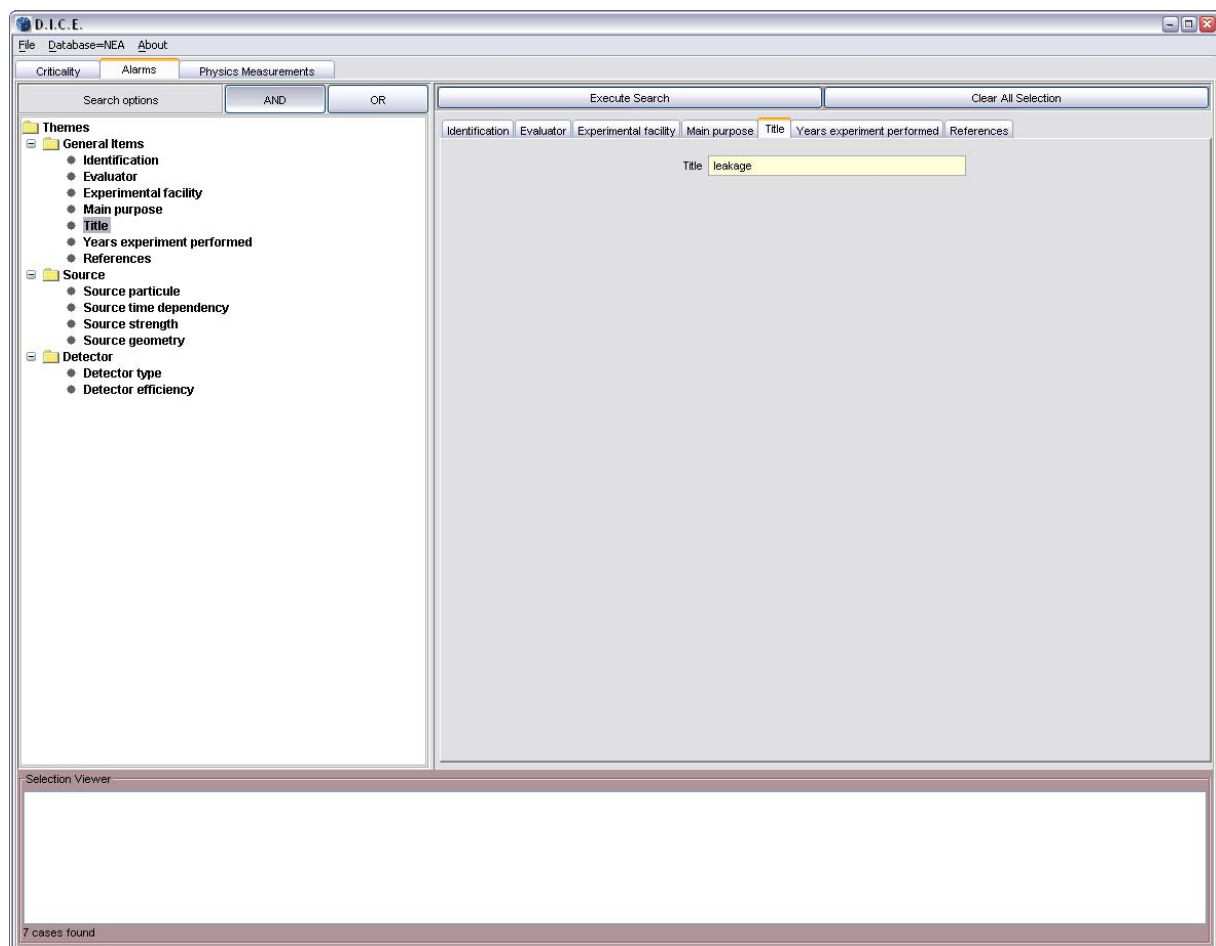 D.I.C.E.
File Database=NEA About
Criticality Alarms Physics Measurements
Search options AND OR Execute Search Clear All Selection
Themes
General Items
Identification
Evaluator
Experimental facility
Main purpose
Title
Years experiment performed
References
Source
Source particule
Source time dependency
Source strength
Source geometry
Detector
Detector type
Detector efficiency
Identification Evaluator Experimental facility Main purpose Title Years experiment performed References
Title leakage
Selection Viewer
7 cases found